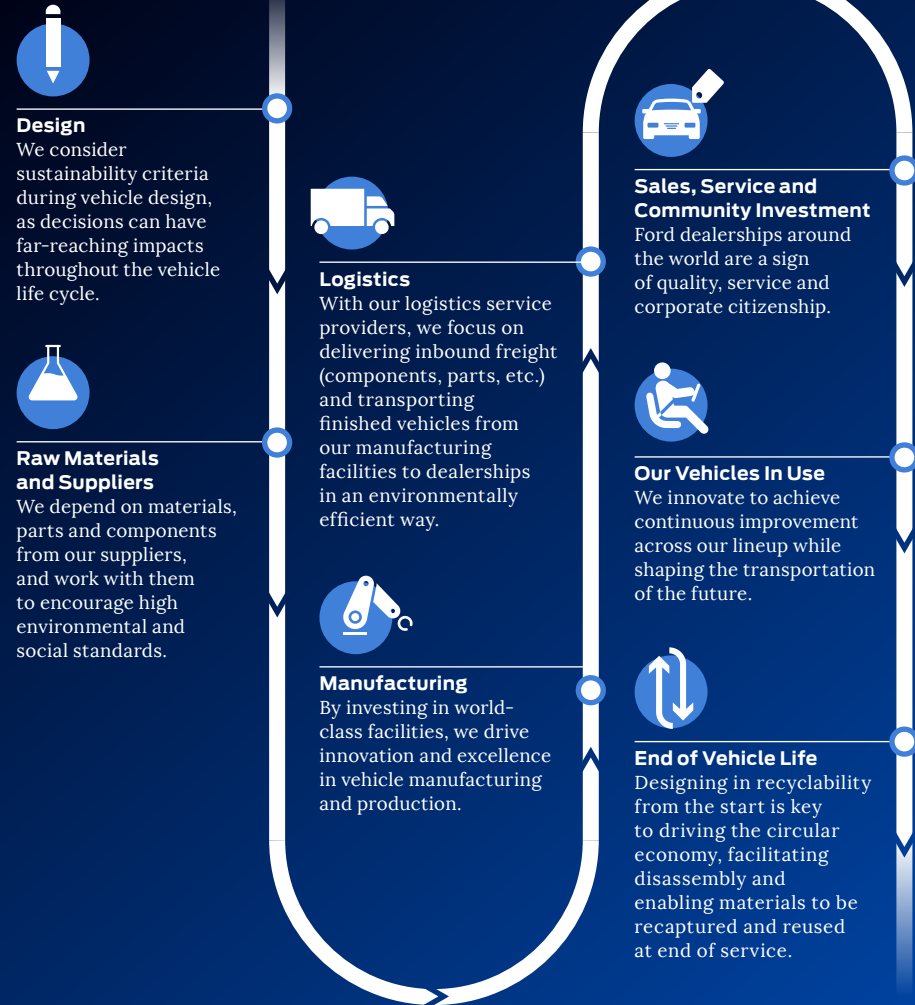 Design
We consider
sustainability criteria
during vehicle design,
as decisions can have
far-reaching impacts
throughout the vehicle
life cycle.
Raw Materials
and Suppliers
We depend on materials,
parts and components
from our suppliers,
and work with them
to encourage high
environmental and
social standards.
Logistics
With our logistics service
providers, we focus on
delivering inbound freight
(components, parts, etc.)
and transporting
finished vehicles from
our manufacturing
facilities to dealerships
in an environmentally
efficient way.
Manufacturing
By investing in world-
class facilities, we drive
innovation and excellence
in vehicle manufacturing
and production.
Sales, Service and
Community Investment
Ford dealerships around
the world are a sign
of quality, service and
corporate citizenship.
Our Vehicles In Use
We innovate to achieve
continuous improvement
across our lineup while
shaping the transportation
of the future.
End of Vehicle Life
Designing in recyclability
from the start is key
to driving the circular
economy, facilitating
disassembly and
enabling materials to be
recaptured and reused
at end of service.